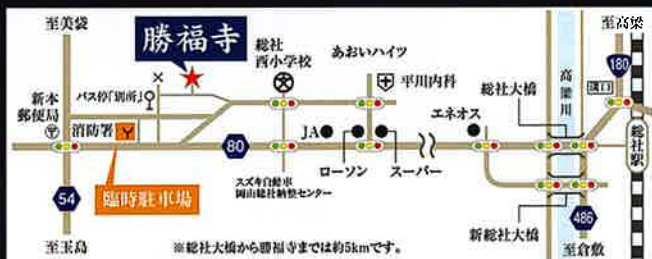 至美袋
勝福寺
総社
西小学校
あおいハイツ
平川内科
総社大橋
高梁川
至高梁
180
溝口
新本
郵便局
バス停「別所」
消防署
JA
ローソン
スーパー
エネオス
総社駅
80
臨時駐車場
スズキ自動車
岡山総社納整センター
54
486
新総社大橋
至玉島
※総社大橋から勝福寺までは約5kmです。
至倉敷